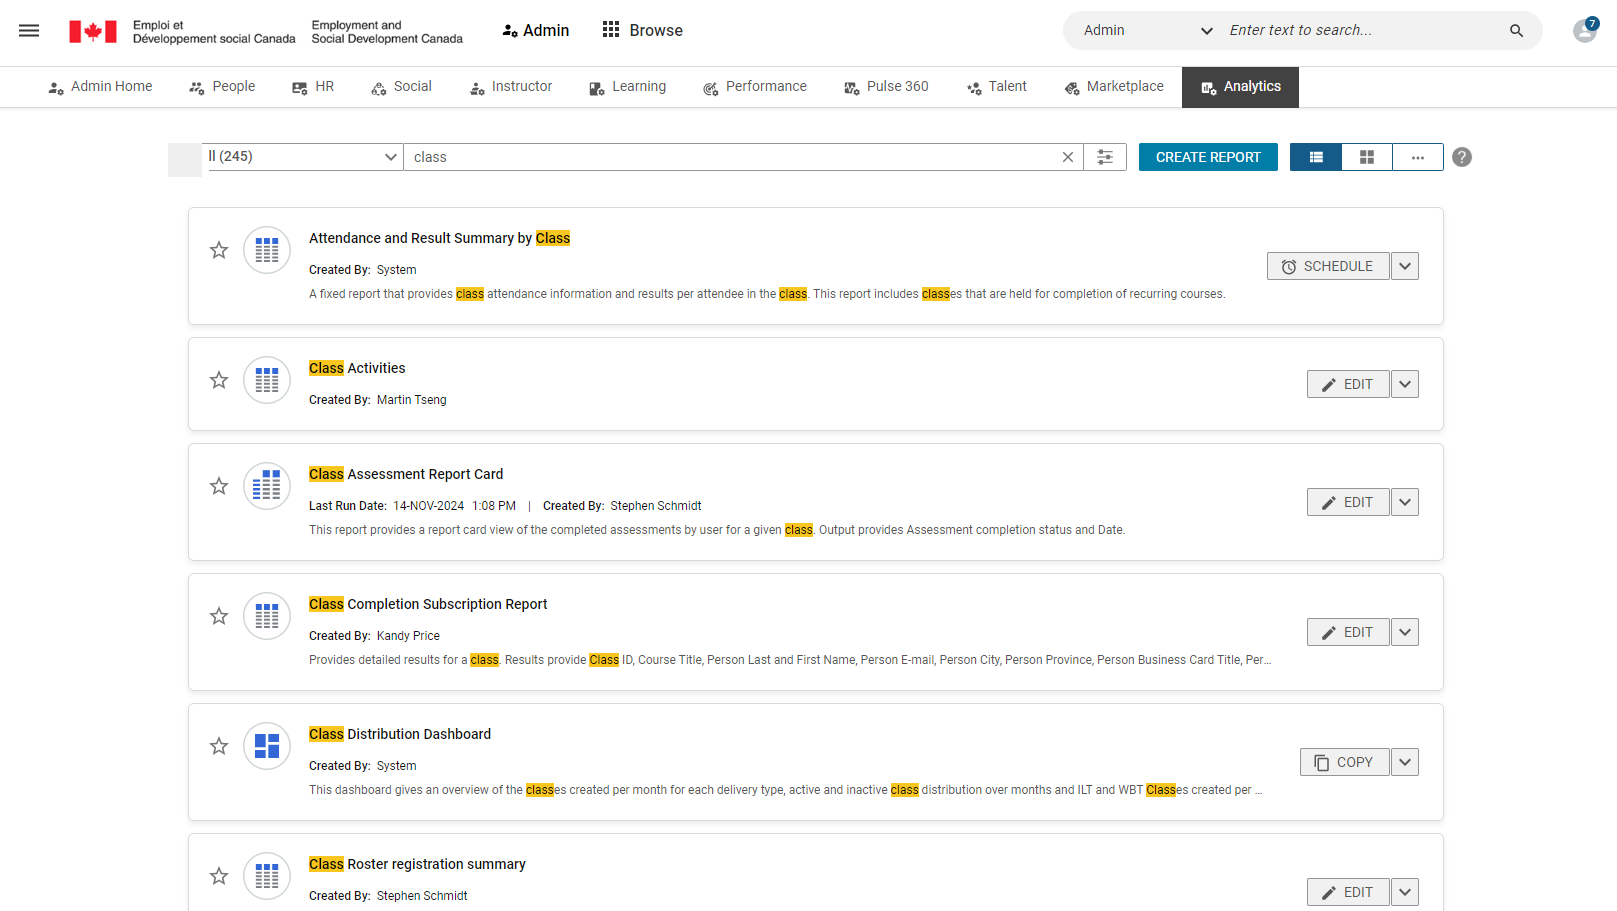 Emploi et
Développement social Canada
Employment and
Social Development Canada
Admin
Browse
Admin
Enter text to search...
7
Admin Home
People
HR
Social
Instructor
Learning
Performance
Pulse 360
Talent
Marketplace
Analytics
ll (245)
class
CREATE REPORT
?
Attendance and Result Summary by Class
Created By: System
A fixed report that provides class attendance information and results per attendee in the class. This report includes classes that are held for completion of recurring courses.
SCHEDULE
Class Activities
Created By: Martin Tseng
EDIT
Class Assessment Report Card
Last Run Date: 14-NOV-2024 1:08 PM | Created By: Stephen Schmidt
This report provides a report card view of the completed assessments by user for a given class. Output provides Assessment completion status and Date.
EDIT
Class Completion Subscription Report
Created By: Kandy Price
Provides detailed results for a class. Results provide Class ID, Course Title, Person Last and First Name, Person E-mail, Person City, Person Province, Person Business Card Title, Per...
EDIT
Class Distribution Dashboard
Created By: System
This dashboard gives an overview of the classes created per month for each delivery type, active and inactive class distribution over months and ILT and WBT Classes created per ...
COPY
Class Roster registration summary
Created By: Stephen Schmidt
EDIT